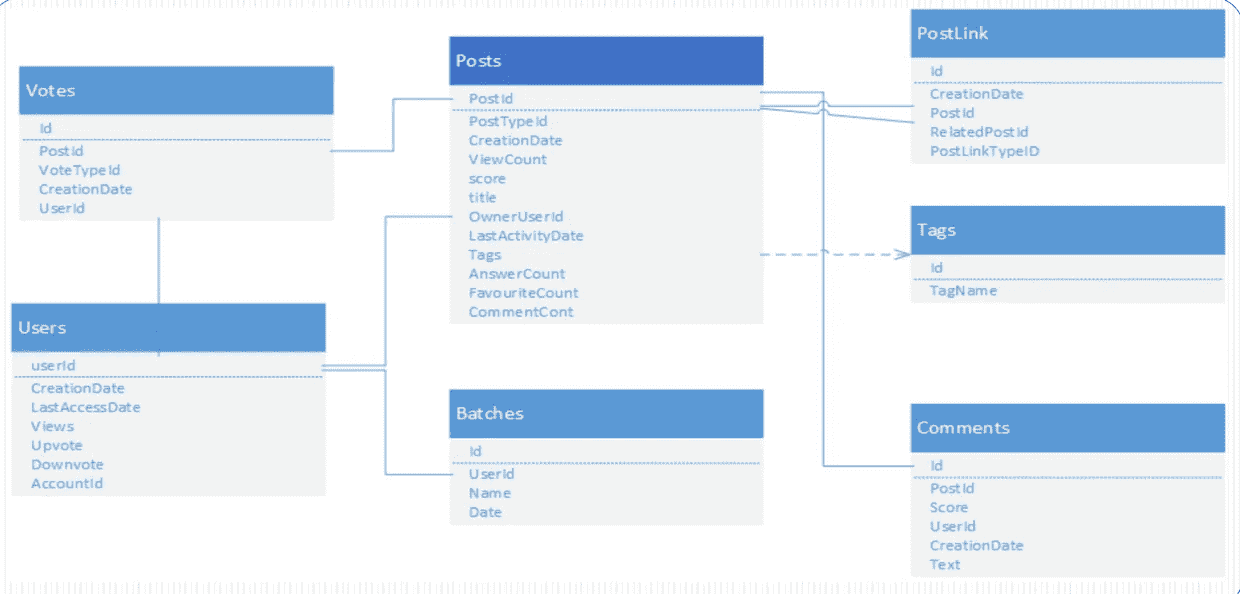 Votes
Id
PostId
VoteTypeId
CreationDate
UserId
Users
userId
CreationDate
LastAccessDate
Views
Upvote
Downvote
AccountId
Posts
PostId
PostTypeId
CreationDate
ViewCount
score
title
OwnerUserId
LastActivityDate
Tags
AnswerCount
FavouriteCount
CommentCont
Batches
Id
UserId
Name
Date
PostLink
Id
CreationDate
PostId
RelatedPostId
PostLinkTypeID
Tags
Id
TagName
Comments
Id
PostId
Score
UserId
CreationDate
Text